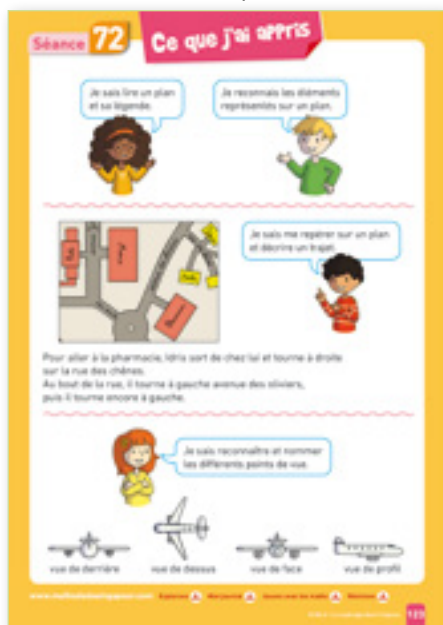 Séance 72
Ce que j'ai appris
Je sais lire un plan
et sa légende.
Je reconnais les éléments
représentés sur un plan.
Je sais me repérer sur un plan
et décrire un trajet.
Pour aller à la pharmacie, Idris sort de chez lui et tourne à droite
sur la rue des chênes.
Au bout de la rue, il tourne à gauche avenue des oliviers,
puis il tourne encore à gauche.
Je sais reconnaître et nommer
les différents points de vue.
vue de derrière
vue de dessus
vue de face
vue de profil
123